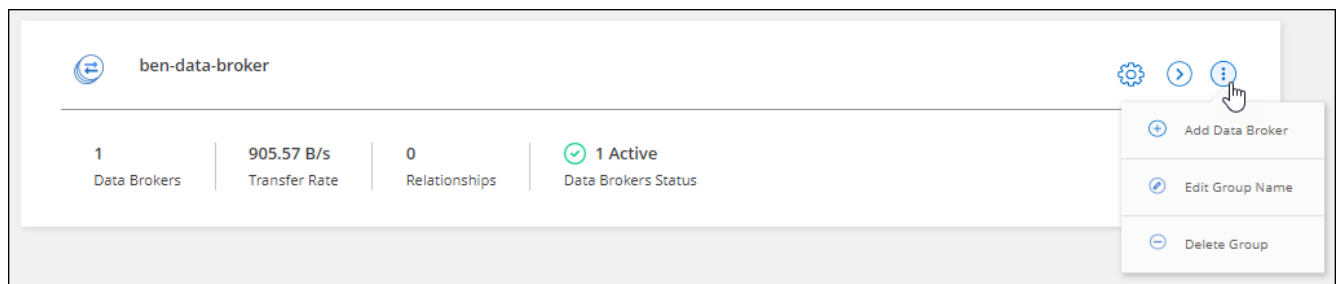 ben-data-broker
1 905.57 B/s 0 1 Active
Data Brokers Transfer Rate Relationships Data Brokers Status
Add Data Broker
Edit Group Name
Delete Group